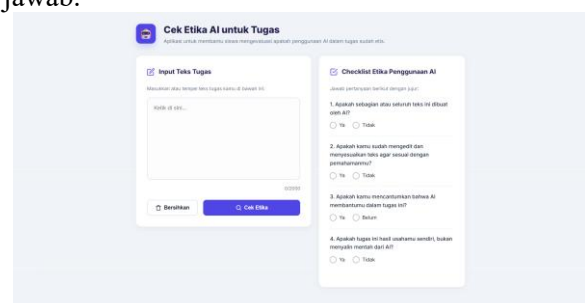 jawab.
Cek Etika AI untuk Tugas
Aplikasi untuk membantu siswa mengevaluasi apakah penggunaan AI dalam tugas sudah etis.
Input Teks Tugas
Masukkan atau tempel teks tugas kamu di bawah ini.
Ketik di sini...
Bersihkan
Cek Etika
Checklist Etika Penggunaan AI
Jawab pertanyaan berikut dengan jujur:
1. Apakah sebagian atau seluruh teks ini dibuat
oleh AI?
Ya Tidak
2. Apakah kamu sudah mengedit dan
menyesuaikan teks agar sesuai dengan
pemahamanmu?
Ya Tidak
3. Apakah kamu mencantumkan bahwa AI
membantumu dalam tugas ini?
Ya Belum
4. Apakah tugas ini hasil usahamu sendiri, bukan
menyalin mentah dari AI?
Ya Tidak